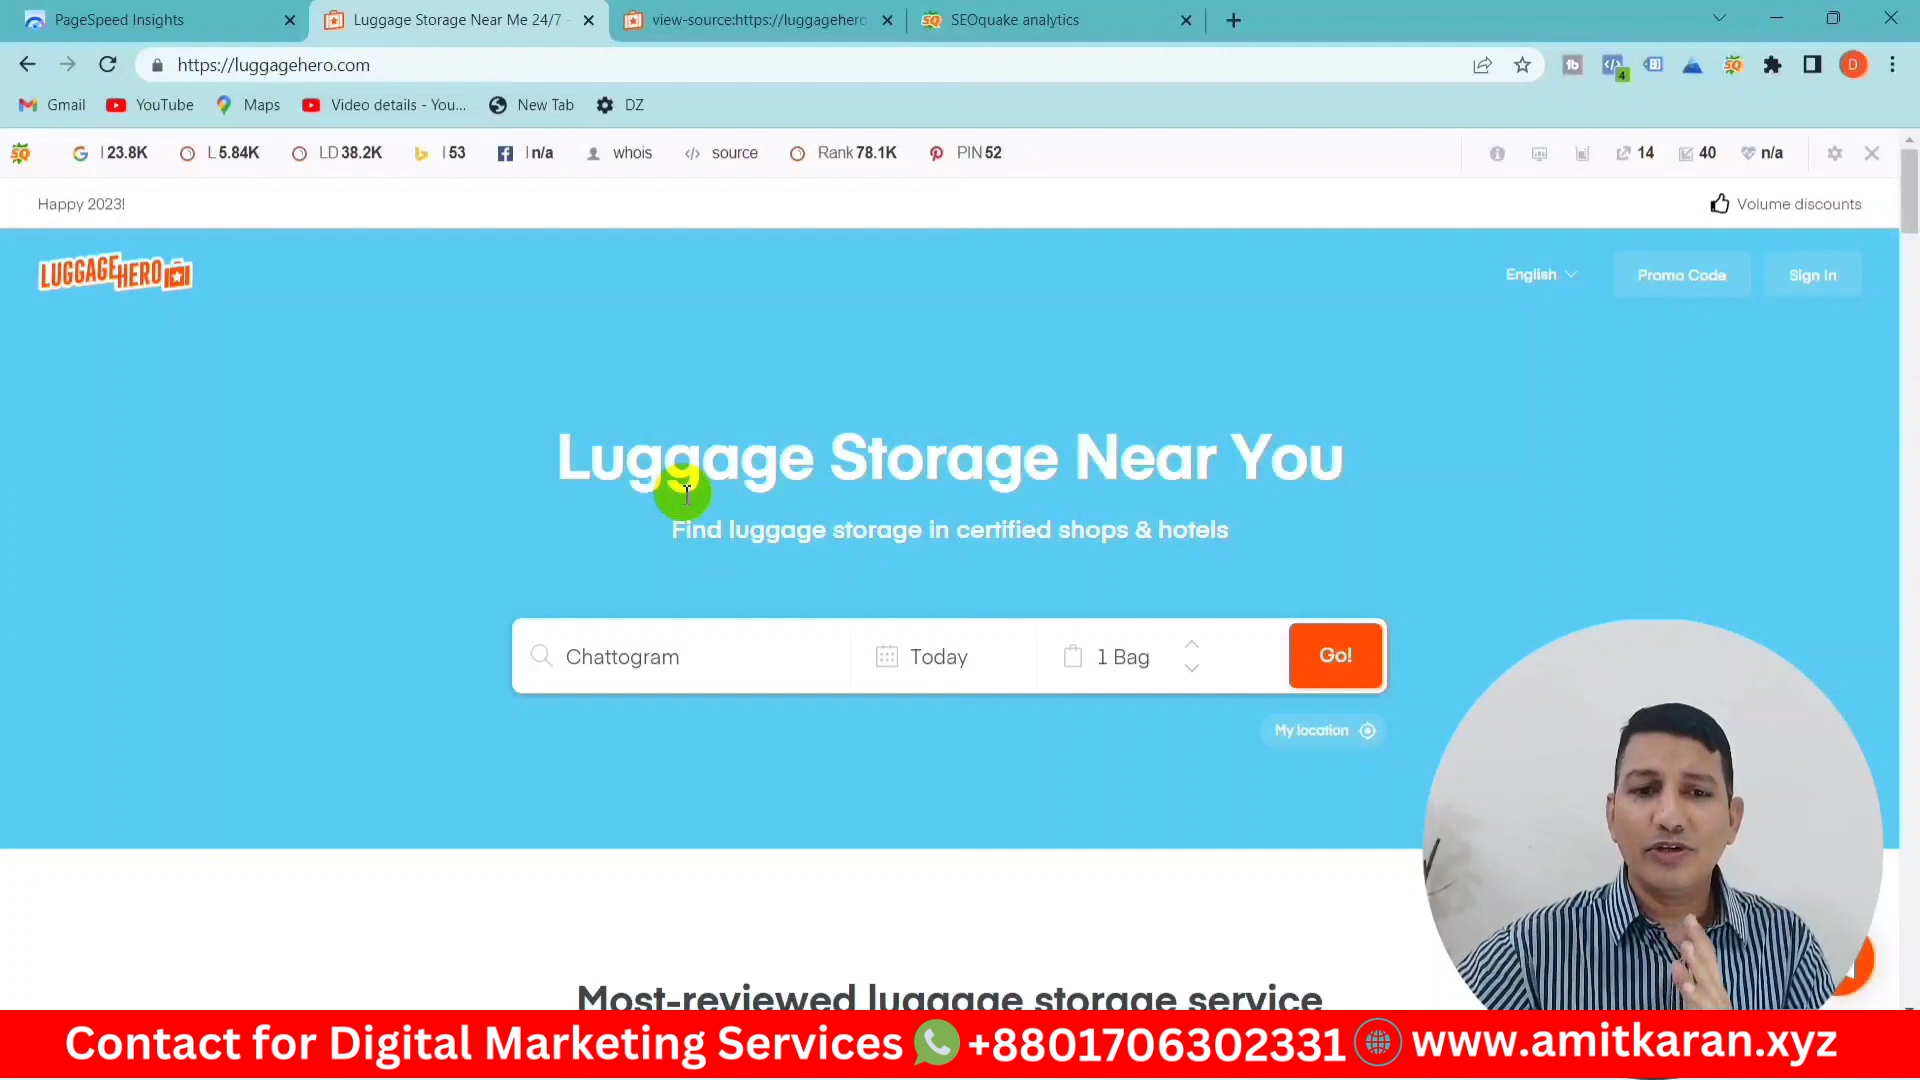 PageSpeed Insights
Luggage Storage Near Me 24/7 -
view-source:https://luggagehero
SEOquake analytics
https://luggagehero.com
4
D
Gmail
YouTube
Maps
Video details - You...
New Tab
DZ
I 23.8K
L 5.84K
LD 38.2K
I 53
I n/a
whois
source
Rank 78.1K
PIN 52
14
40
n/a
Happy 2023!
Volume discounts
LUGGAGEHERO
English
Promo Code
Sign In
Luggage Storage Near You
Find luggage storage in certified shops & hotels
Chattogram
Today
1 Bag
Go!
My location
Most-reviewed luggage storage service
Contact for Digital Marketing Services +8801706302331 www.amitkaran.xyz